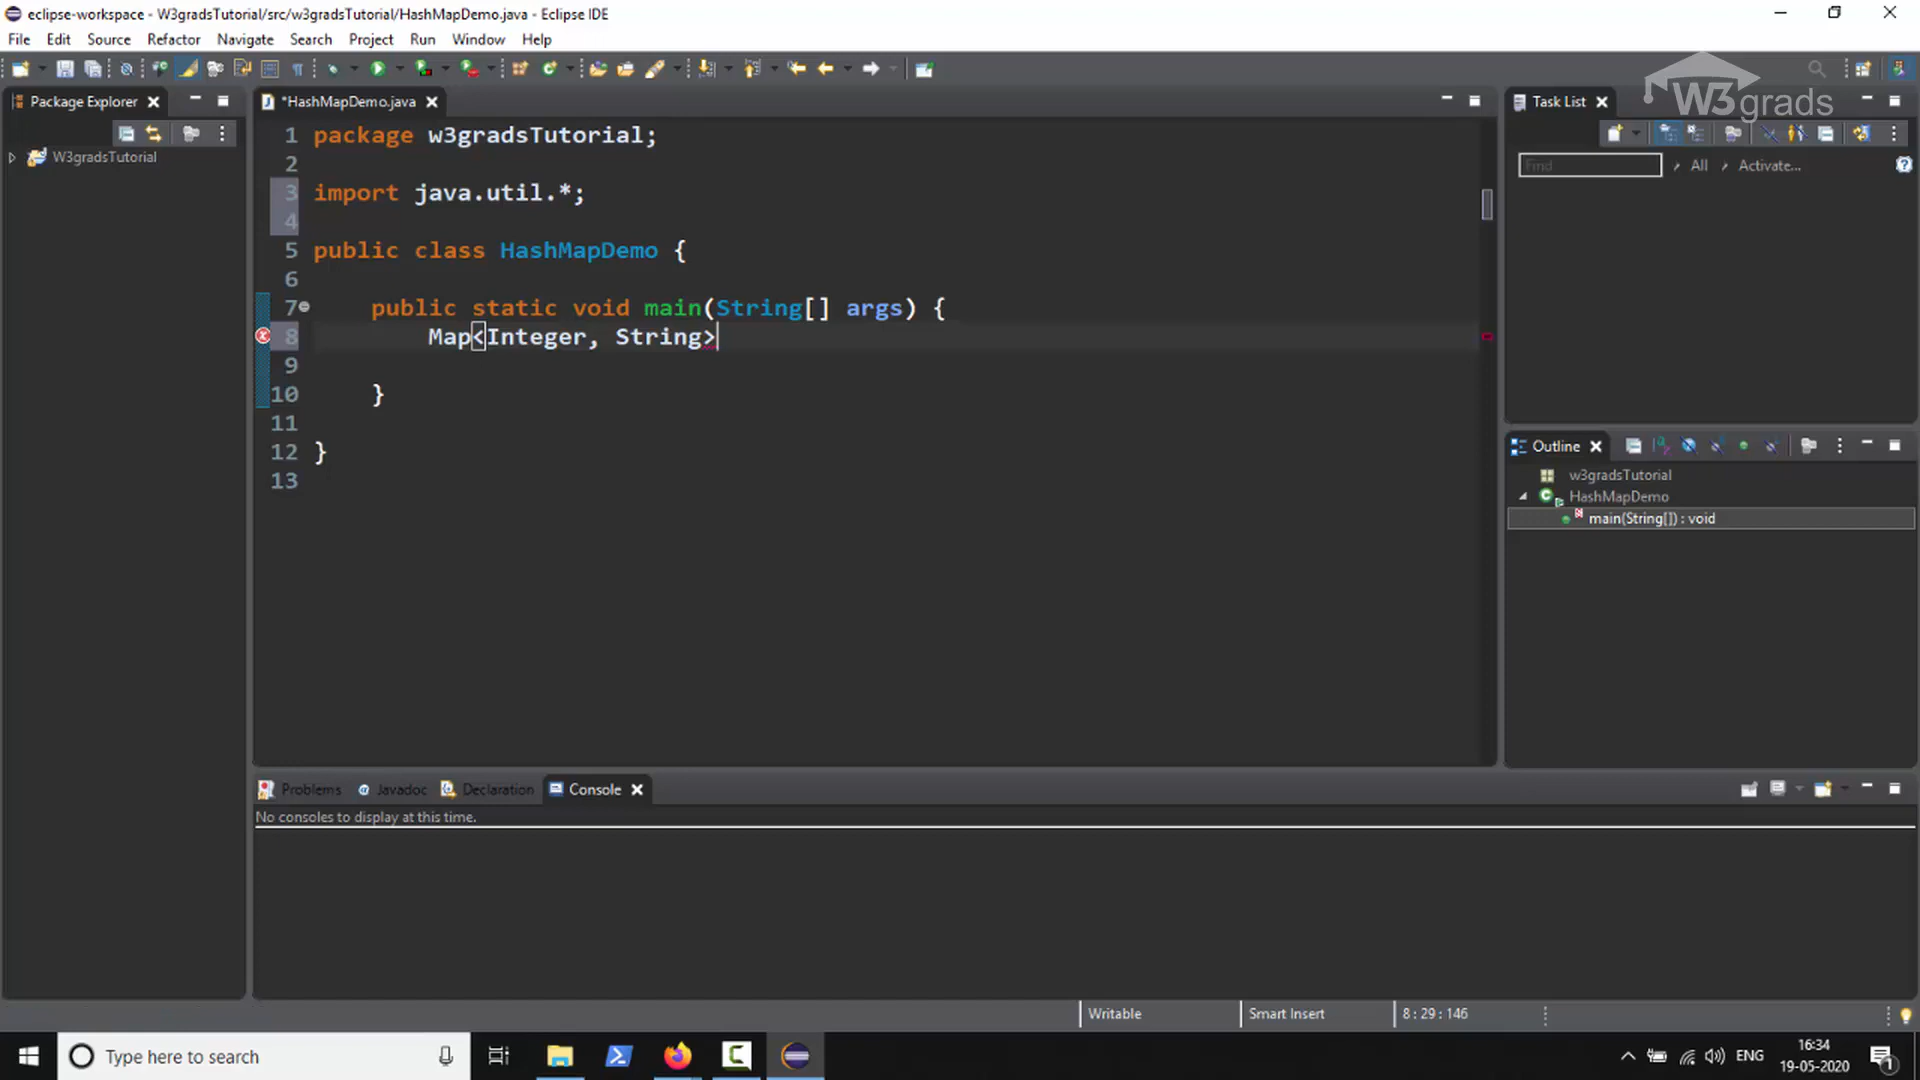 eclipse-workspace - W3gradsTutorial/src/w3gradsTutorial/HashMapDemo.java - Eclipse IDE
File Edit Source Refactor Navigate Search Project Run Window Help
W3grads
Package Explorer
W3gradsTutorial
*HashMapDemo.java
1 package w3gradsTutorial;
2
3 import java.util.*;
4
5 public class HashMapDemo {
6
7 public static void main(String[] args) {
8 Map<Integer, String>
9
10 }
11
12 }
13
Task List
Find All Activate...
Outline
w3gradsTutorial
HashMapDemo
main(String[]) : void
Problems Javadoc Declaration Console
No consoles to display at this time.
Writable Smart Insert 8 : 29 : 146
Type here to search
ENG
16:34
19-05-2020
1